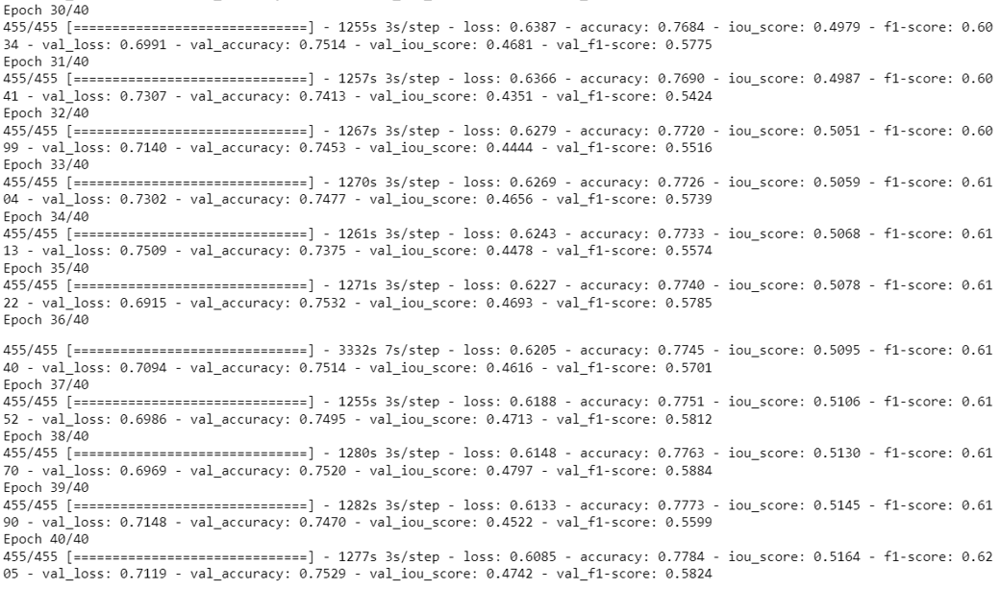 Epoch 30/40
455/455 [==============================] - 1255s 3s/step - loss: 0.6387 - accuracy: 0.7684 - iou_score: 0.4979 - f1-score: 0.60
34 - val_loss: 0.6991 - val_accuracy: 0.7514 - val_iou_score: 0.4681 - val_f1-score: 0.5775
Epoch 31/40
455/455 [==============================] - 1257s 3s/step - loss: 0.6366 - accuracy: 0.7690 - iou_score: 0.4987 - f1-score: 0.60
41 - val_loss: 0.7307 - val_accuracy: 0.7413 - val_iou_score: 0.4351 - val_f1-score: 0.5424
Epoch 32/40
455/455 [==============================] - 1267s 3s/step - loss: 0.6279 - accuracy: 0.7720 - iou_score: 0.5051 - f1-score: 0.60
99 - val_loss: 0.7140 - val_accuracy: 0.7453 - val_iou_score: 0.4444 - val_f1-score: 0.5516
Epoch 33/40
455/455 [==============================] - 1270s 3s/step - loss: 0.6269 - accuracy: 0.7726 - iou_score: 0.5059 - f1-score: 0.61
04 - val_loss: 0.7302 - val_accuracy: 0.7477 - val_iou_score: 0.4656 - val_f1-score: 0.5739
Epoch 34/40
455/455 [==============================] - 1261s 3s/step - loss: 0.6243 - accuracy: 0.7733 - iou_score: 0.5068 - f1-score: 0.61
13 - val_loss: 0.7509 - val_accuracy: 0.7375 - val_iou_score: 0.4478 - val_f1-score: 0.5574
Epoch 35/40
455/455 [==============================] - 1271s 3s/step - loss: 0.6227 - accuracy: 0.7740 - iou_score: 0.5078 - f1-score: 0.61
22 - val_loss: 0.6915 - val_accuracy: 0.7532 - val_iou_score: 0.4693 - val_f1-score: 0.5785
Epoch 36/40
455/455 [==============================] - 3332s 7s/step - loss: 0.6205 - accuracy: 0.7745 - iou_score: 0.5095 - f1-score: 0.61
40 - val_loss: 0.7094 - val_accuracy: 0.7514 - val_iou_score: 0.4616 - val_f1-score: 0.5701
Epoch 37/40
455/455 [==============================] - 1255s 3s/step - loss: 0.6188 - accuracy: 0.7751 - iou_score: 0.5106 - f1-score: 0.61
52 - val_loss: 0.6986 - val_accuracy: 0.7495 - val_iou_score: 0.4713 - val_f1-score: 0.5812
Epoch 38/40
455/455 [==============================] - 1280s 3s/step - loss: 0.6148 - accuracy: 0.7763 - iou_score: 0.5130 - f1-score: 0.61
70 - val_loss: 0.6969 - val_accuracy: 0.7520 - val_iou_score: 0.4797 - val_f1-score: 0.5884
Epoch 39/40
455/455 [==============================] - 1282s 3s/step - loss: 0.6133 - accuracy: 0.7773 - iou_score: 0.5145 - f1-score: 0.61
90 - val_loss: 0.7148 - val_accuracy: 0.7470 - val_iou_score: 0.4522 - val_f1-score: 0.5599
Epoch 40/40
455/455 [==============================] - 1277s 3s/step - loss: 0.6085 - accuracy: 0.7784 - iou_score: 0.5164 - f1-score: 0.62
05 - val_loss: 0.7119 - val_accuracy: 0.7529 - val_iou_score: 0.4742 - val_f1-score: 0.5824